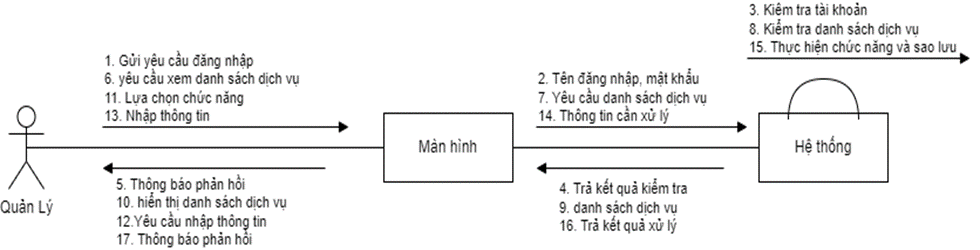 3. Kiểm tra tài khoản
8. Kiểm tra danh sách dịch vụ
15. Thực hiện chức năng và sao lưu
1. Gửi yêu cầu đăng nhập
6. yêu cầu xem danh sách dịch vụ
11. Lựa chọn chức năng
13. Nhập thông tin
2. Tên đăng nhập, mật khẩu
7. Yêu cầu danh sách dịch vụ
14. Thông tin cần xử lý
Màn hình
Hệ thống
Quản Lý
5. Thông báo phản hồi
10. hiển thị danh sách dịch vụ
12.Yêu cầu nhập thông tin
17. Thông báo phản hồi
4. Trả kết quả kiểm tra
9. danh sách dịch vụ
16. Trả kết quả xử lý